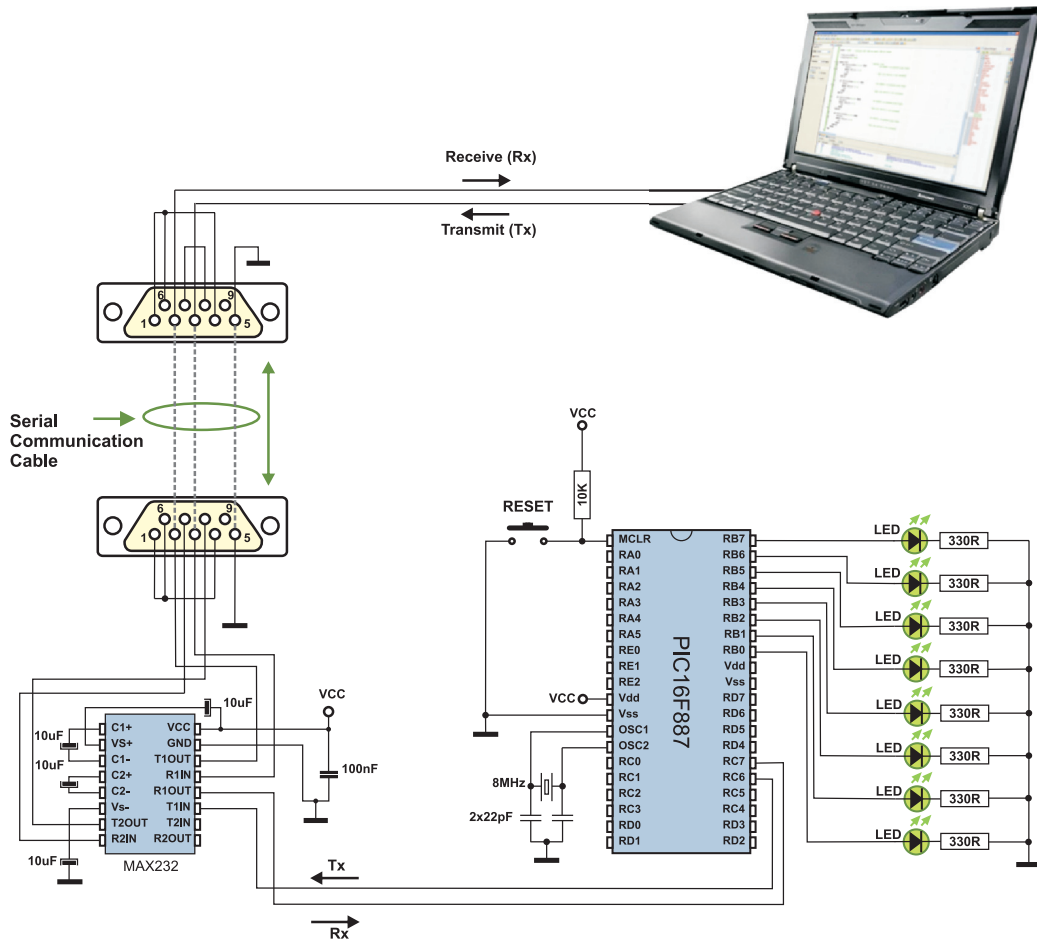 Receive (Rx)
Transmit (Tx)
6
9
1
5
Serial
Communication
Cable
6
9
1
5
VCC
10K
RESET
MCLR
RA0
RA1
RA2
RA3
RA4
RA5
RE0
RE1
RE2
Vdd
Vss
OSC1
OSC2
RC0
RC1
RC2
RC3
RD0
RD1
PIC16F887
RB7
RB6
RB5
RB4
RB3
RB2
RB1
RB0
Vdd
Vss
RD7
RD6
RD5
RD4
RC7
RC6
RC5
RC4
RD3
RD2
VCC
8MHz
2x22pF
LED
330R
LED
330R
LED
330R
LED
330R
LED
330R
LED
330R
LED
330R
LED
330R
10uF
VCC
10uF
10uF
10uF
100nF
C1+
VS+
C1-
C2+
C2-
Vs-
T2OUT
R2IN
VCC
GND
T1OUT
R1IN
R1OUT
T1IN
T2IN
R2OUT
MAX232
Tx
Rx